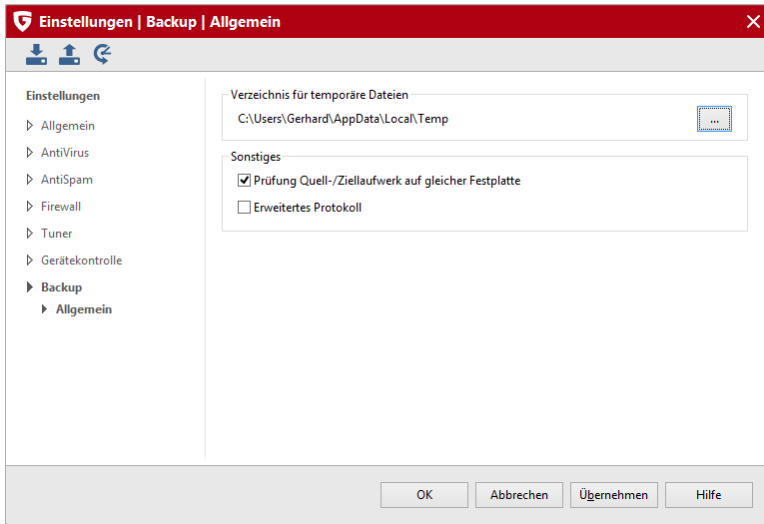 Einstellungen | Backup | Allgemein
Einstellungen
Allgemein
AntiVirus
AntiSpam
Firewall
Tuner
Gerätekontrolle
Backup
Allgemein
Verzeichnis für temporäre Dateien
C:\Users\Gerhard\AppData\Local\Temp
...
Sonstiges
Prüfung Quell-/Ziellaufwerk auf gleicher Festplatte
Erweitertes Protokoll
OK
Abbrechen
Übernehmen
Hilfe